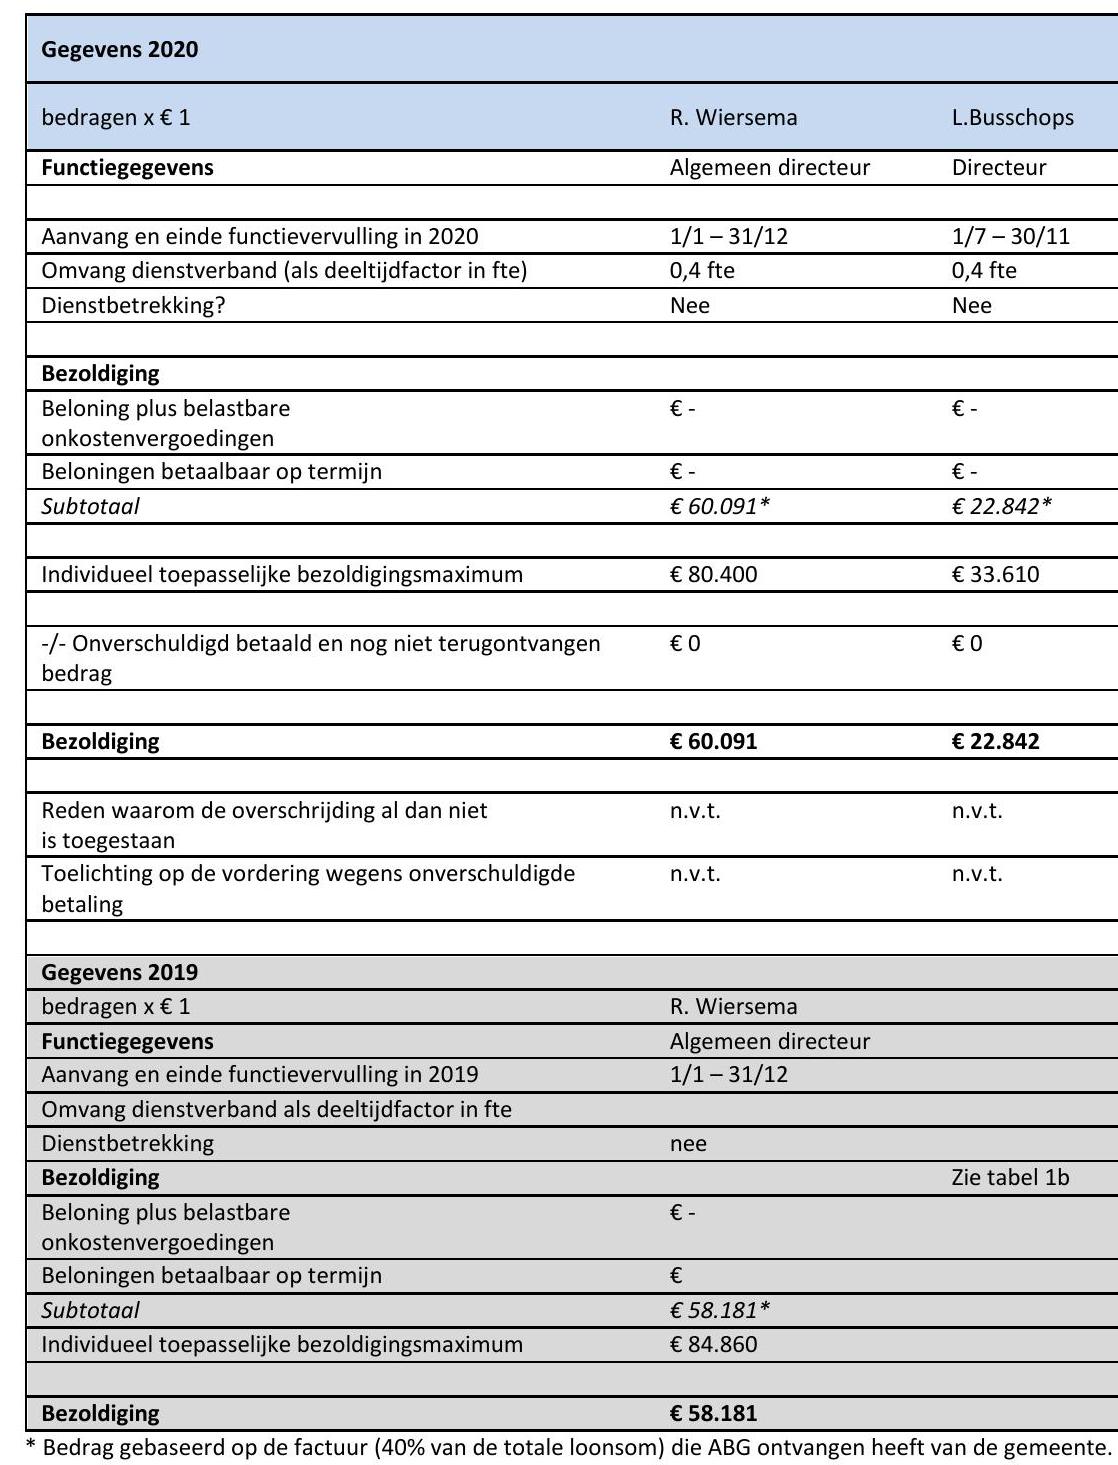 Gegevens 2020
bedragen x € 1 R. Wiersema L.Busschops
Functiegegevens Algemeen directeur Directeur
Aanvang en einde functievervulling in 2020 1/1 – 31/12 1/7 – 30/11
Omvang dienstverband (als deeltijdfactor in fte) 0,4 fte 0,4 fte
Dienstbetrekking? Nee Nee
Bezoldiging
Beloning plus belastbare € - € -
onkostenvergoedingen
Beloningen betaalbaar op termijn € - € -
Subtotaal € 60.091* € 22.842*
Individueel toepasselijke bezoldigingsmaximum € 80.400 € 33.610
-/- Onverschuldigd betaald en nog niet terugontvangen € 0 € 0
bedrag
Bezoldiging € 60.091 € 22.842
Reden waarom de overschrijding al dan niet n.v.t. n.v.t.
is toegestaan
Toelichting op de vordering wegens onverschuldigde n.v.t. n.v.t.
betaling
Gegevens 2019
bedragen x € 1 R. Wiersema
Functiegegevens Algemeen directeur
Aanvang en einde functievervulling in 2019 1/1 – 31/12
Omvang dienstverband als deeltijdfactor in fte
Dienstbetrekking nee
Bezoldiging Zie tabel 1b
Beloning plus belastbare € -
onkostenvergoedingen
Beloningen betaalbaar op termijn €
Subtotaal € 58.181*
Individueel toepasselijke bezoldigingsmaximum € 84.860
Bezoldiging € 58.181
* Bedrag gebaseerd op de factuur (40% van de totale loonsom) die ABG ontvangen heeft van de gemeente.